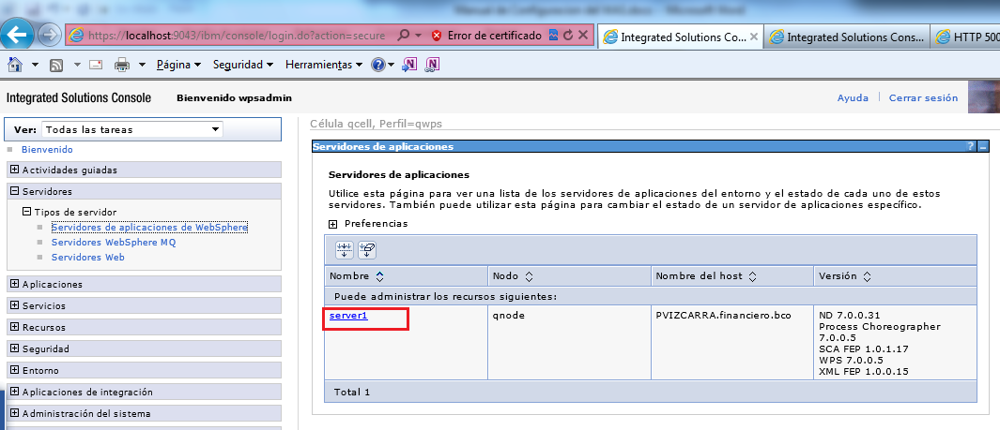 Manual de Configuracion del WAS.docx - Microsoft Word
https://localhost:9043/ibm/console/login.do?action=secure
Error de certificado
Integrated Solutions Co...
Integrated Solutions Cons...
HTTP 500
Página
Seguridad
Herramientas
Integrated Solutions Console Bienvenido wpsadmin
Ayuda
Cerrar sesión
Ver: Todas las tareas
Bienvenido
Actividades guiadas
Servidores
Tipos de servidor
Servidores de aplicaciones de WebSphere
Servidores WebSphere MQ
Servidores Web
Aplicaciones
Servicios
Recursos
Seguridad
Entorno
Aplicaciones de integración
Administración del sistema
Célula qcell, Perfil=qwps
Servidores de aplicaciones
Servidores de aplicaciones
Utilice esta página para ver una lista de los servidores de aplicaciones del entorno y el estado de cada uno de estos
servidores. También puede utilizar esta página para cambiar el estado de un servidor de aplicaciones específico.
Preferencias
Nombre Nodo Nombre del host Versión
Puede administrar los recursos siguientes:
server1 qnode PVIZCARRA.financiero.bco ND 7.0.0.31
Process Choreographer
7.0.0.5
SCA FEP 1.0.1.17
WPS 7.0.0.5
XML FEP 1.0.0.15
Total 1